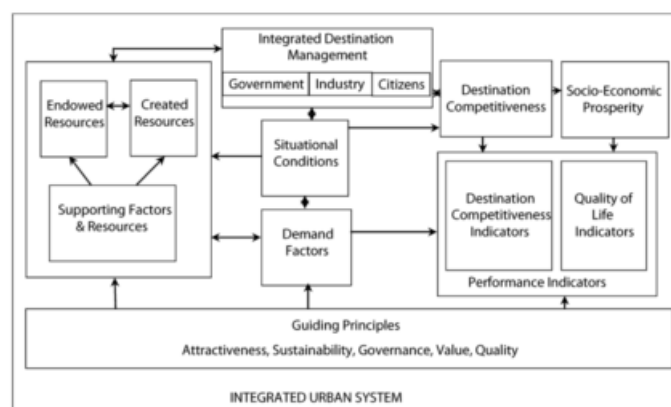 Integrated Destination
Management
Government Industry Citizens
Endowed
Resources
Created
Resources
Destination
Competitiveness
Socio-Economic
Prosperity
Situational
Conditions
Supporting Factors
& Resources
Demand
Factors
Destination
Competitiveness
Indicators
Quality of
Life
Indicators
Performance Indicators
Guiding Principles
Attractiveness, Sustainability, Governance, Value, Quality
INTEGRATED URBAN SYSTEM